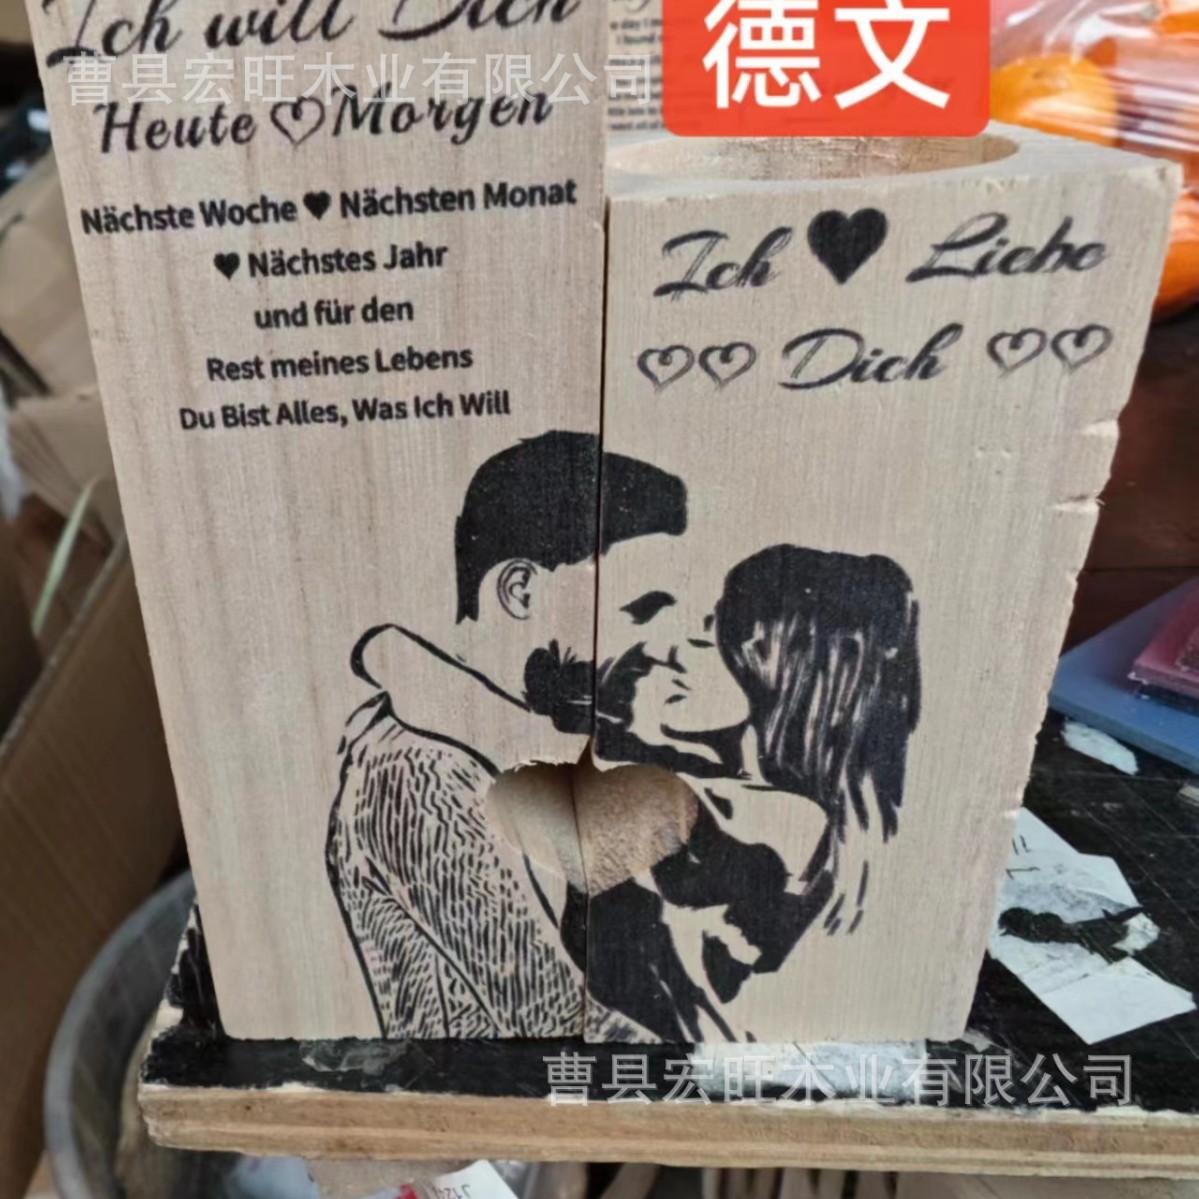 Ich will Dich
曹县宏旺木业有限公司
Heute Morgen
Nächste Woche ♥ Nächsten Monat
♥ Nächstes Jahr
und für den
Rest meines Lebens
Du Bist Alles, Was Ich Will
德文
Ich ♥ Liebe
Dich
曹县宏旺木业有限公司